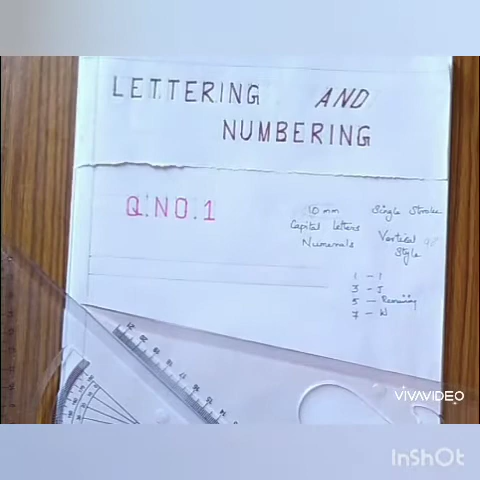 LETTERING AND
NUMBERING
Q.NO.1
10 mm
Capital Letters
Numerals
Single Stroke
Vertical
Style
1 - I
3 - J
5 - Remaining
7 - W
VIVAVIDEO
InShOt